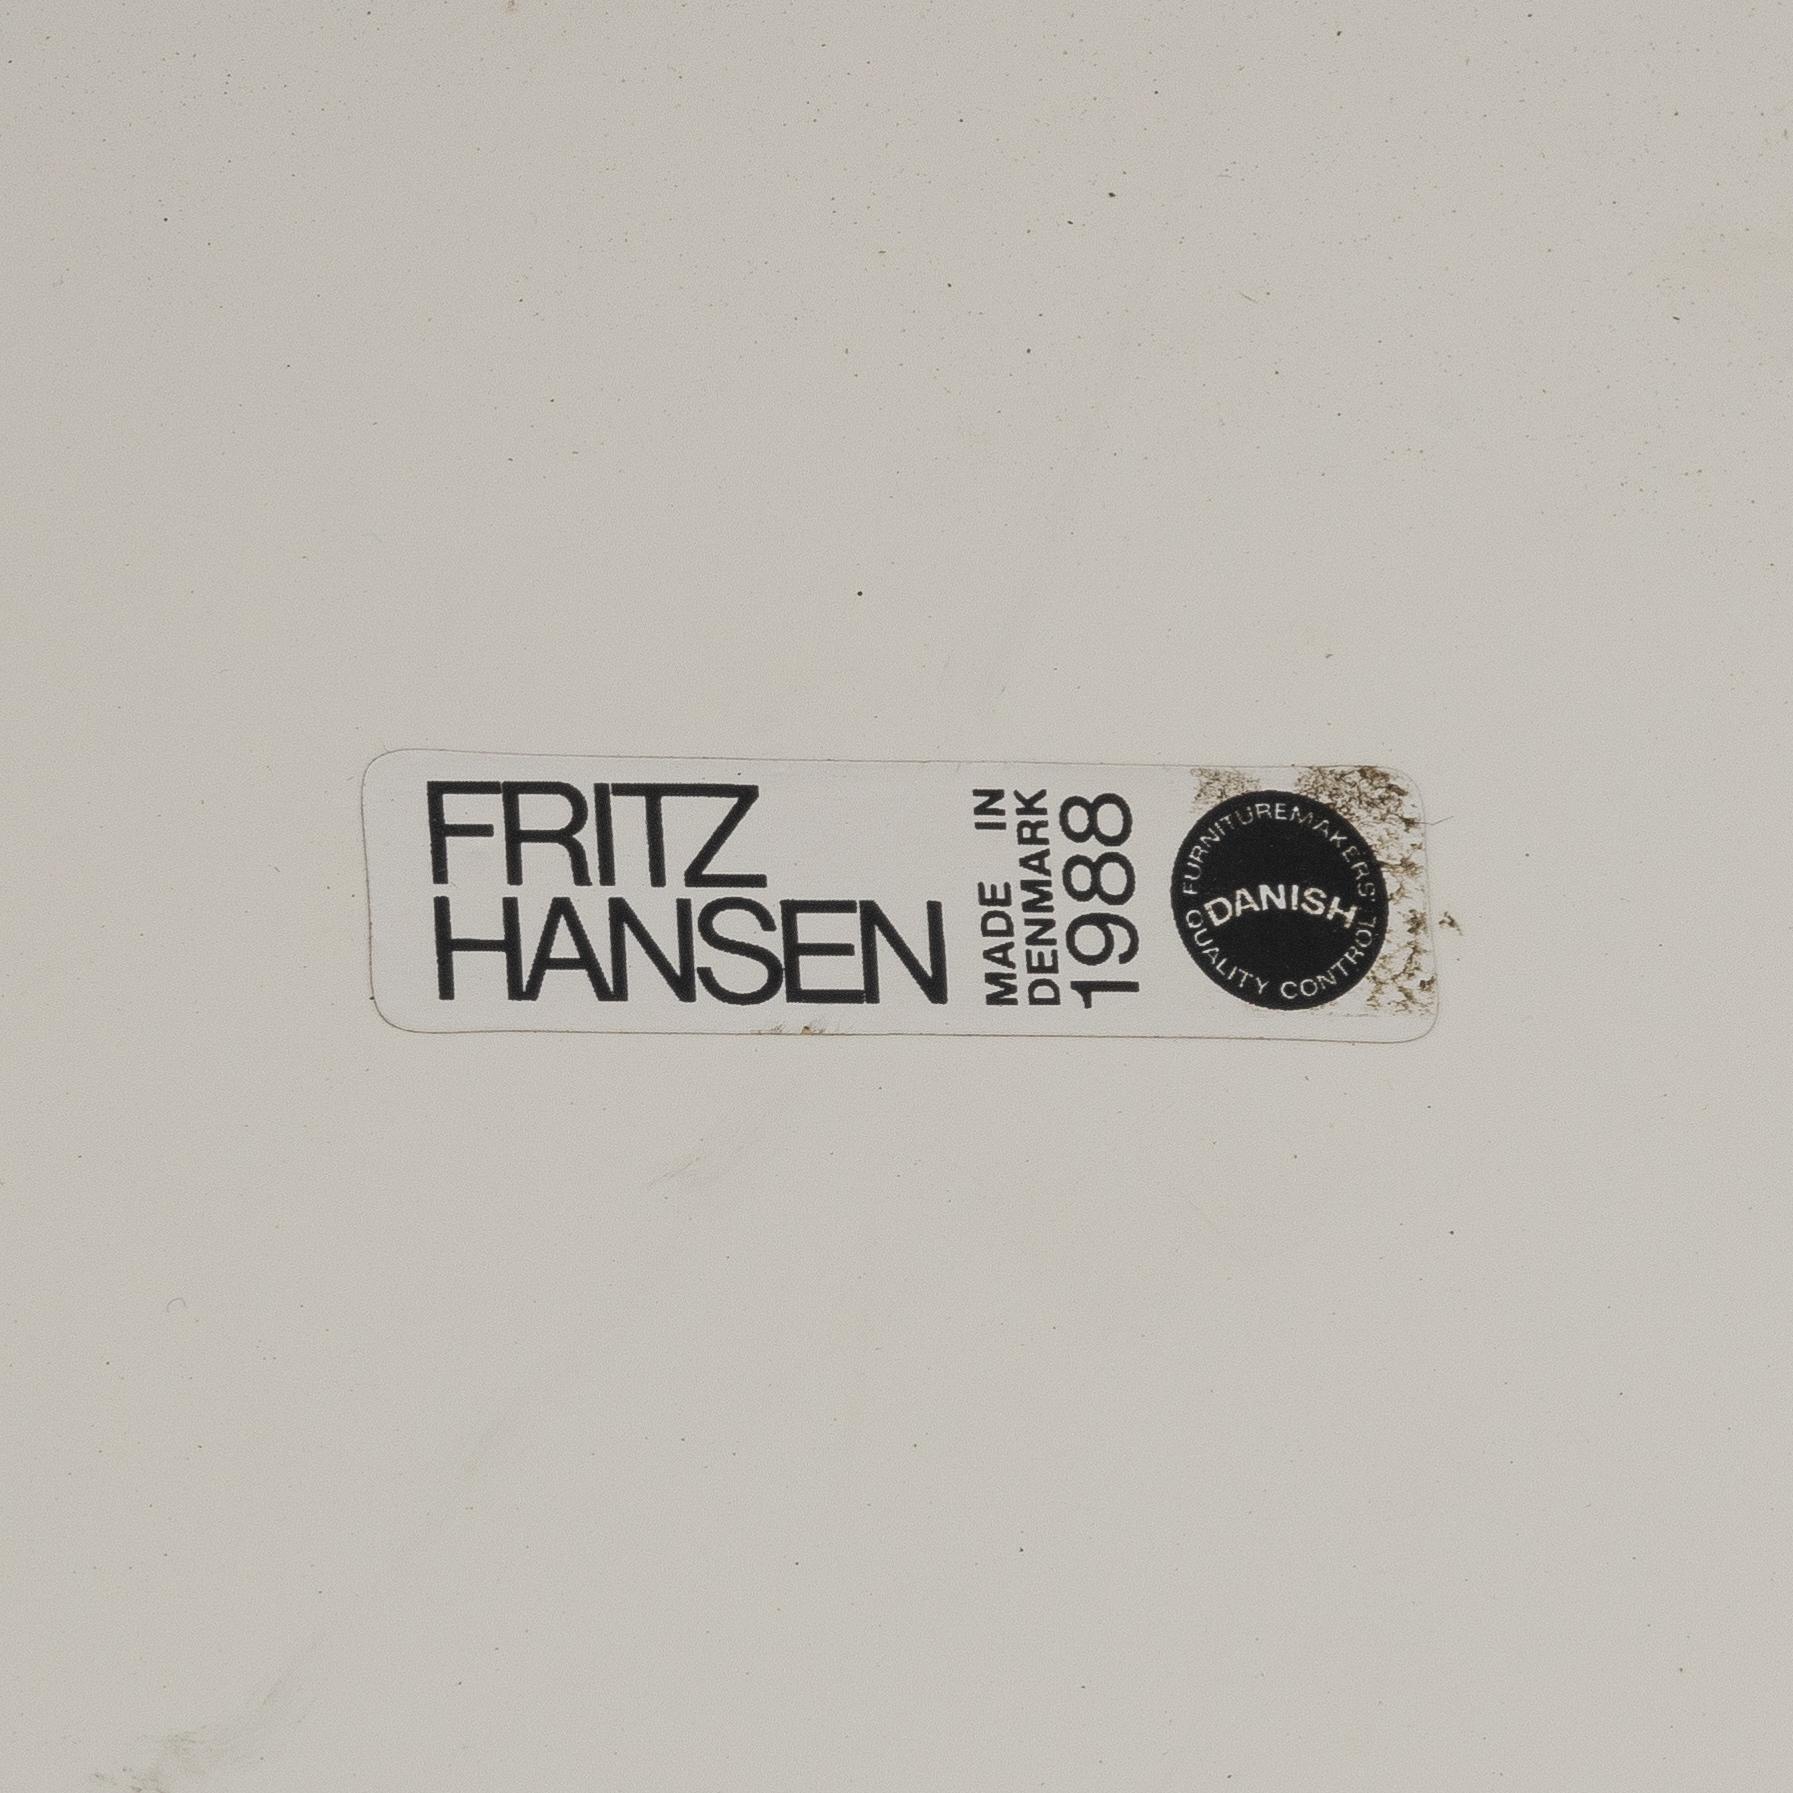 FRITZ
HANSEN
MADE IN
DENMARK
1988
FURNITUREMAKERS'
DANISH
QUALITY CONTROL